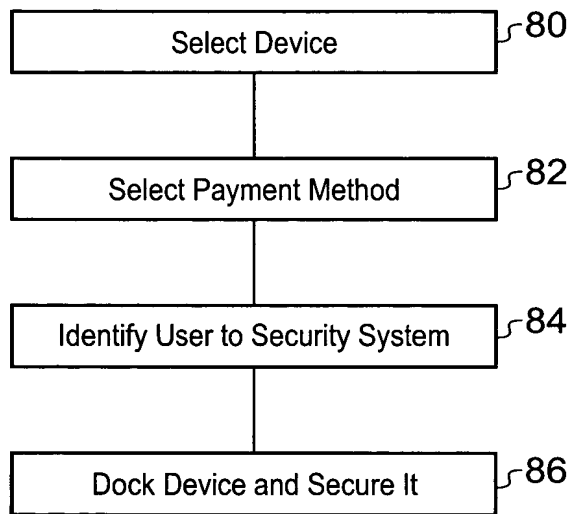 Select Device 80
Select Payment Method 82
Identify User to Security System 84
Dock Device and Secure It 86